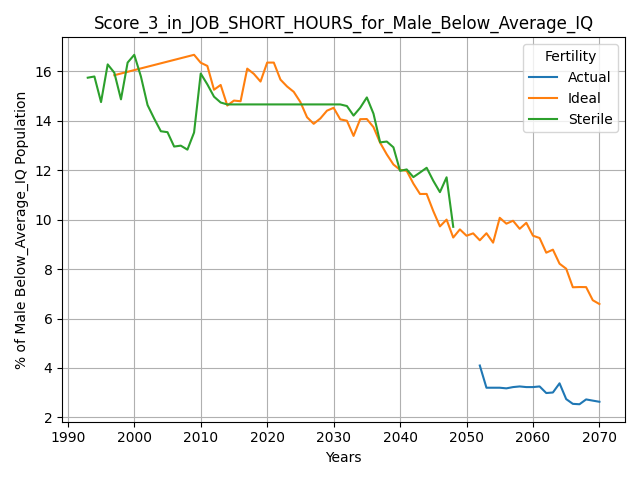 Score_3_in_JOB_SHORT_HOURS_for_Male_Below_Average_IQ
Fertility
Actual
Ideal
Sterile
% of Male Below_Average_IQ Population
16
14
12
10
8
6
4
2
1990 2000 2010 2020 2030 2040 2050 2060 2070
Years